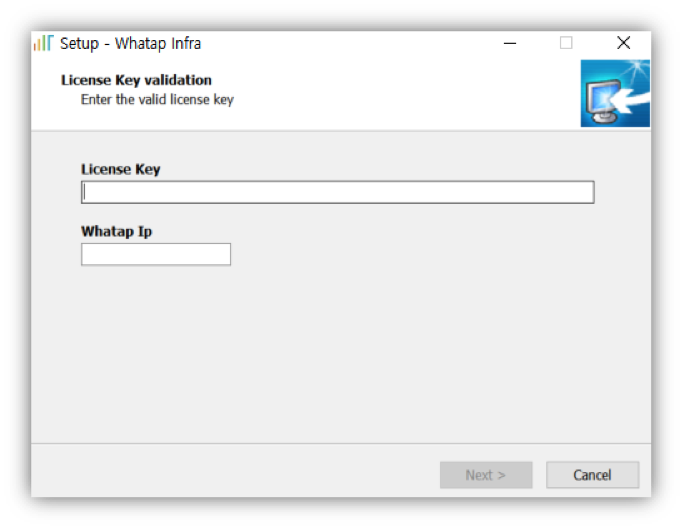 Setup - Whatap Infra
License Key validation
Enter the valid license key
License Key
Whatap Ip
Next >
Cancel